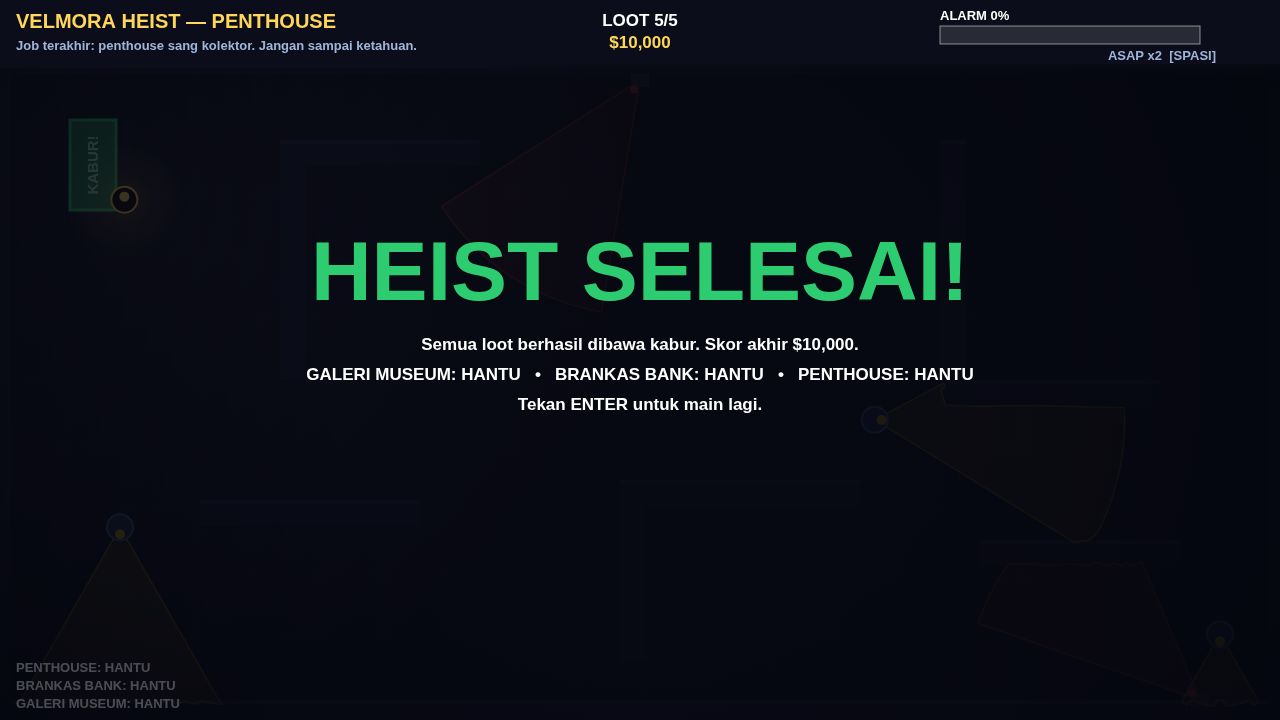 VELMORA HEIST — PENTHOUSE
Job terakhir: penthouse sang kolektor. Jangan sampai ketahuan.
LOOT 5/5
$10,000
ALARM 0%
ASAP x2 [SPASI]
KABUR!
HEIST SELESAI!
Semua loot berhasil dibawa kabur. Skor akhir $10,000.
GALERI MUSEUM: HANTU • BRANKAS BANK: HANTU • PENTHOUSE: HANTU
Tekan ENTER untuk main lagi.
PENTHOUSE: HANTU
BRANKAS BANK: HANTU
GALERI MUSEUM: HANTU